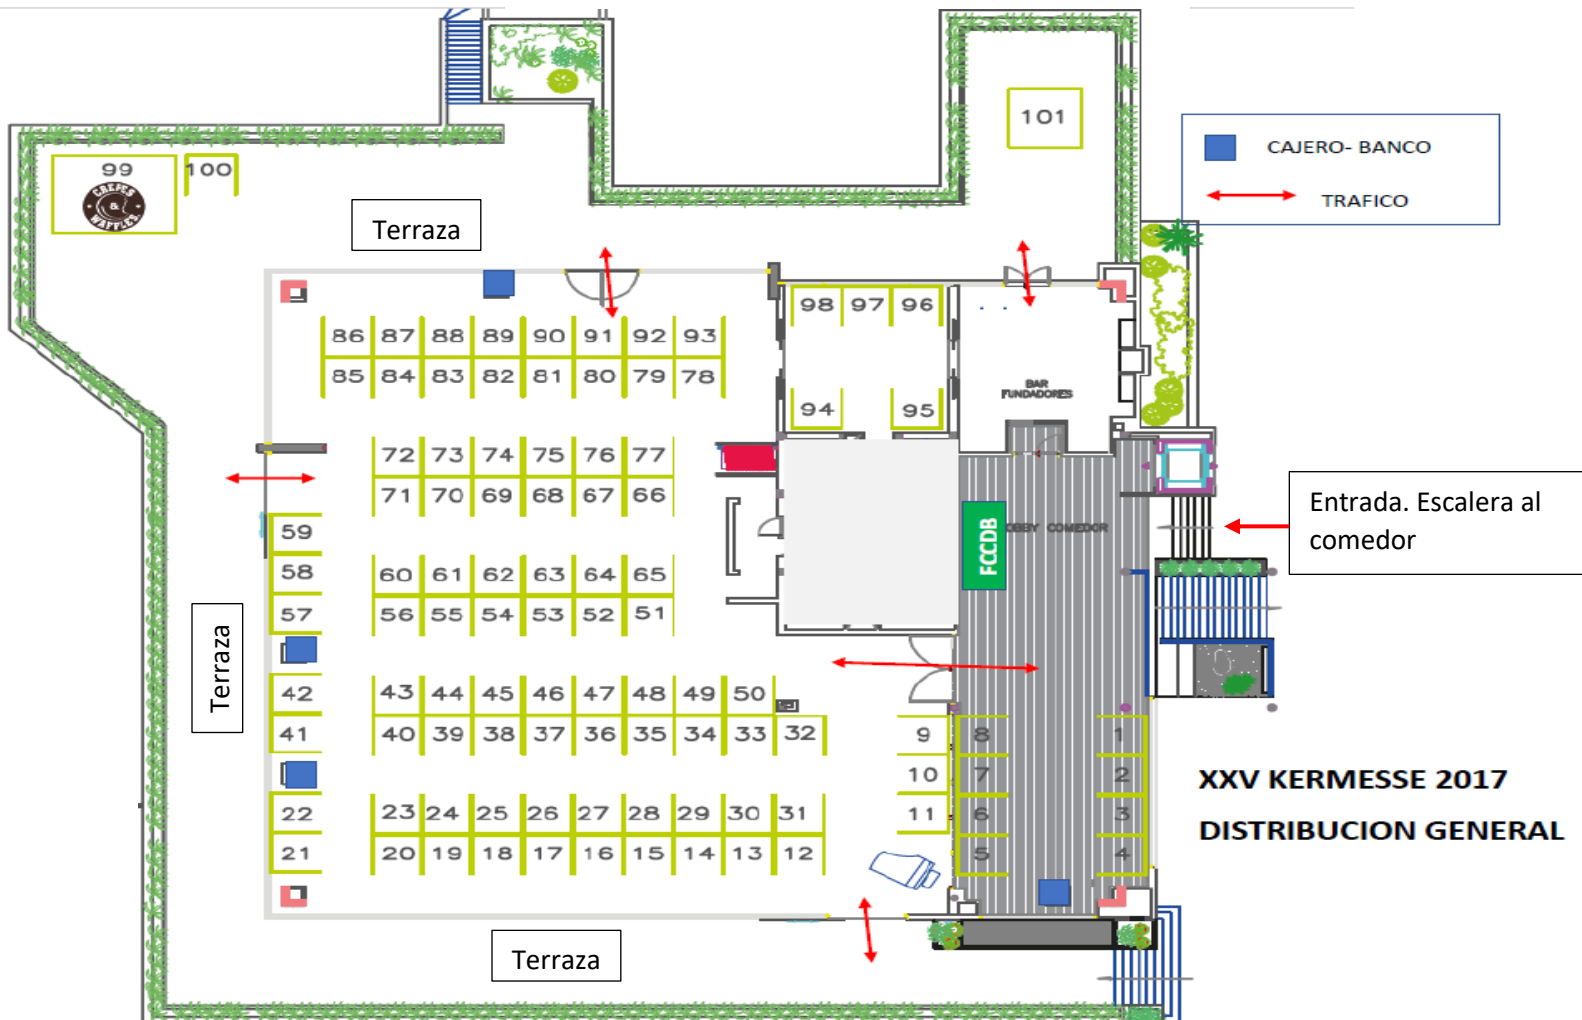 101
CAJERO- BANCO
TRAFICO
99
100
CREPES
&
WAFFLES
Terraza
98 97 96
86 87 88 89 90 91 92 93
85 84 83 82 81 80 79 78
94 95
BAR
FUNDADORES
72 73 74 75 76 77
71 70 69 68 67 66
59
58
57
60 61 62 63 64 65
56 55 54 53 52 51
FCCDB
OBBY COMEDOR
Entrada. Escalera al
comedor
Terraza
42
41
43 44 45 46 47 48 49 50
40 39 38 37 36 35 34 33 32
9 8 1
10 7 2
11 6 3
5 4
22
21
23 24 25 26 27 28 29 30 31
20 19 18 17 16 15 14 13 12
XXV KERMESSE 2017
DISTRIBUCION GENERAL
Terraza